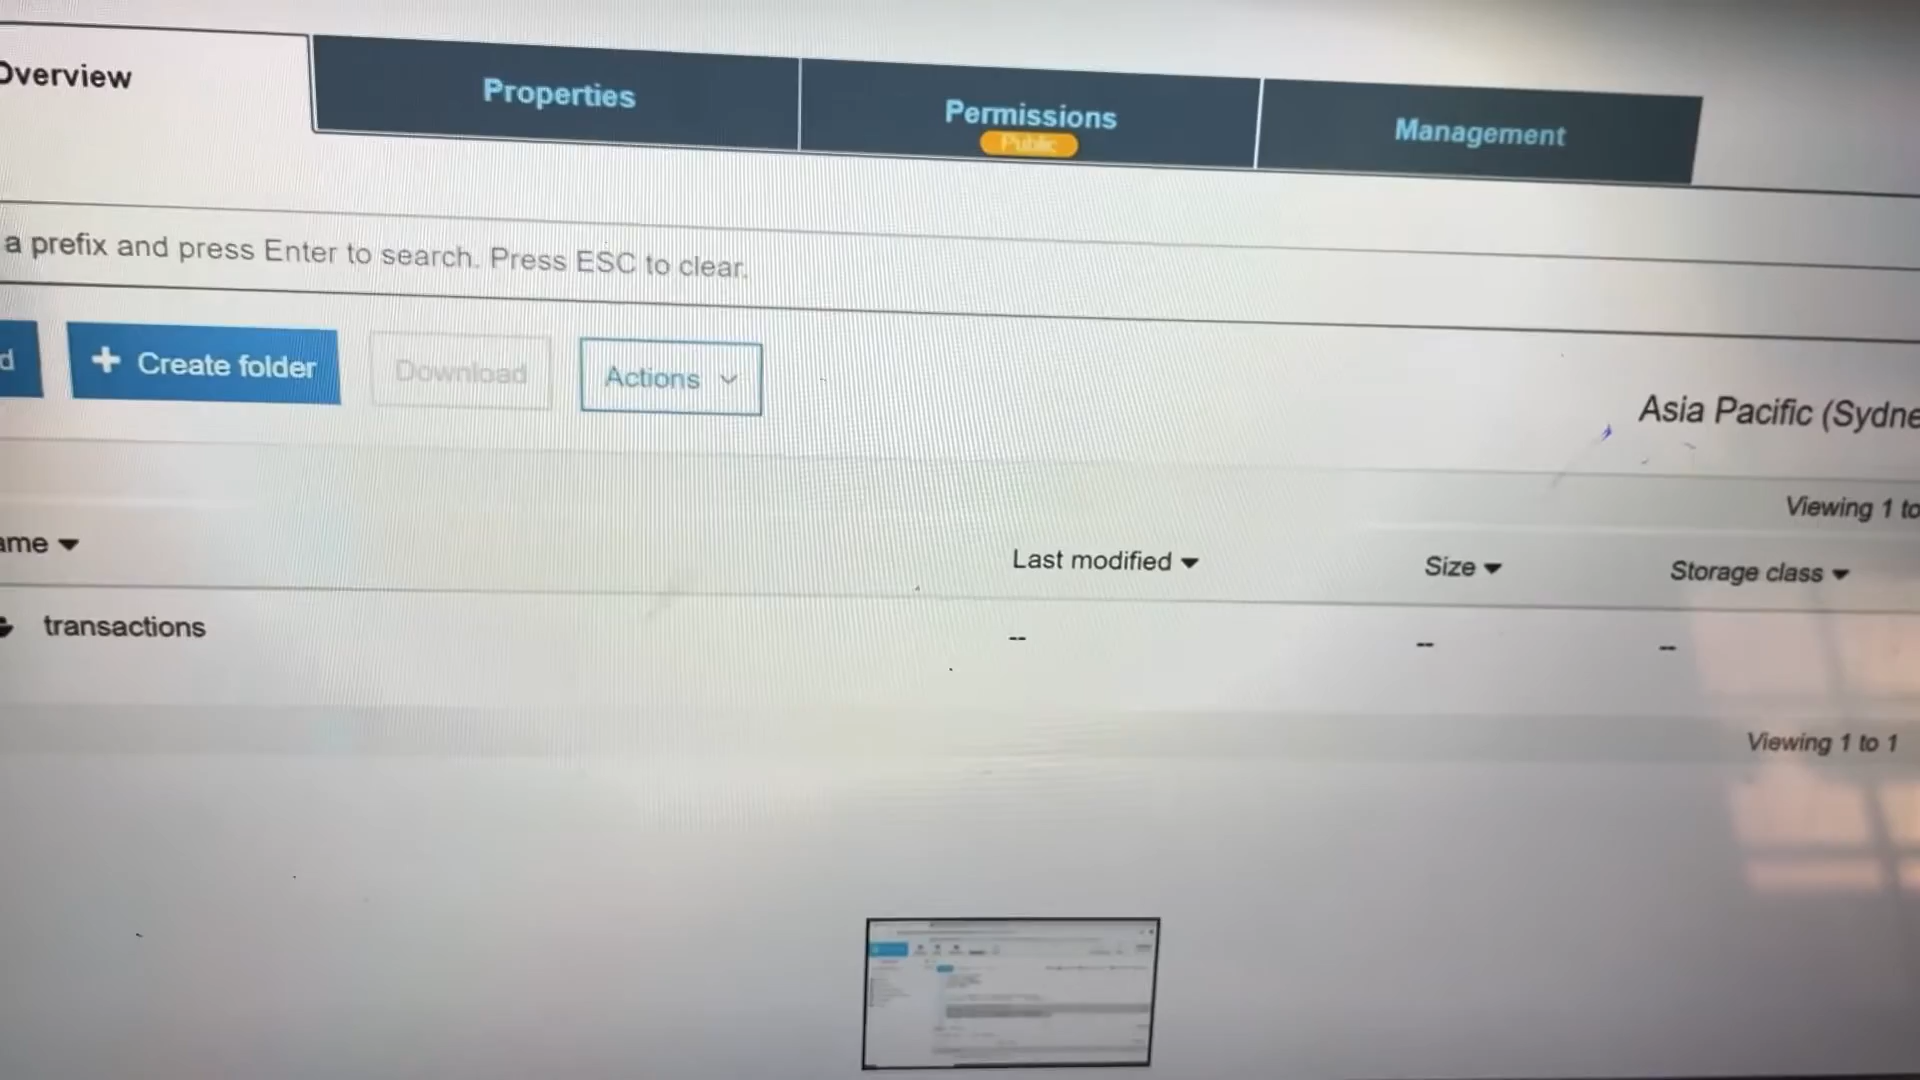 Overview
Properties
Permissions
Public
Management
a prefix and press Enter to search. Press ESC to clear.
Create folder
Download
Actions
Asia Pacific (Sydne
Viewing 1 to
ame
Last modified
Size
Storage class
transactions
--
--
--
Viewing 1 to 1